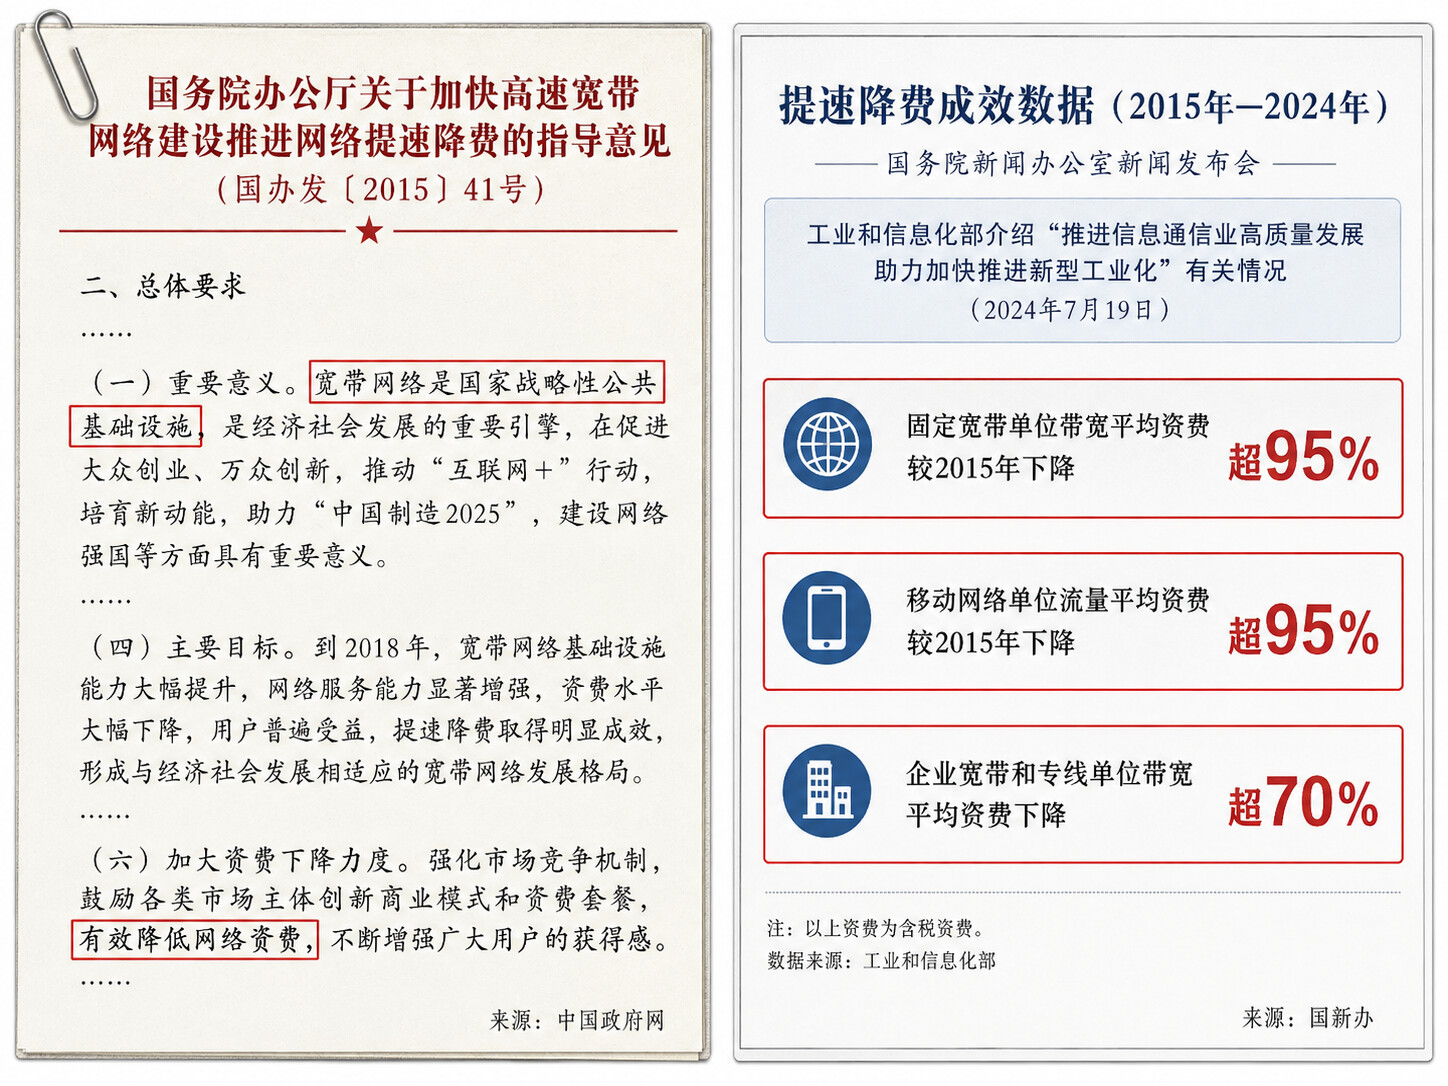 国务院办公厅关于加快高速宽带
网络建设推进网络提速降费的指导意见
（国办发〔2015〕41号）
二、总体要求
……
（一）重要意义。宽带网络是国家战略性公共
基础设施，是经济社会发展的重要引擎，在促进
大众创业、万众创新，推动“互联网＋”行动，
培育新动能，助力“中国制造2025”，建设网络
强国等方面具有重要意义。
……
（四）主要目标。到2018年，宽带网络基础设施
能力大幅提升，网络服务能力显著增强，资费水平
大幅下降，用户普遍受益，提速降费取得明显成效，
形成与经济社会发展相适应的宽带网络发展格局。
……
（六）加大资费下降力度。强化市场竞争机制，
鼓励各类市场主体创新商业模式和资费套餐，
有效降低网络资费，不断增强广大用户的获得感。
……
来源：中国政府网
提速降费成效数据（2015年—2024年）
国务院新闻办公室新闻发布会
工业和信息化部介绍“推进信息通信业高质量发展
助力加快推进新型工业化”有关情况
（2024年7月19日）
固定宽带单位带宽平均资费
较2015年下降
超95%
移动网络单位流量平均资费
较2015年下降
超95%
企业宽带和专线单位带宽
平均资费下降
超70%
注：以上资费为含税资费。
数据来源：工业和信息化部
来源：国新办